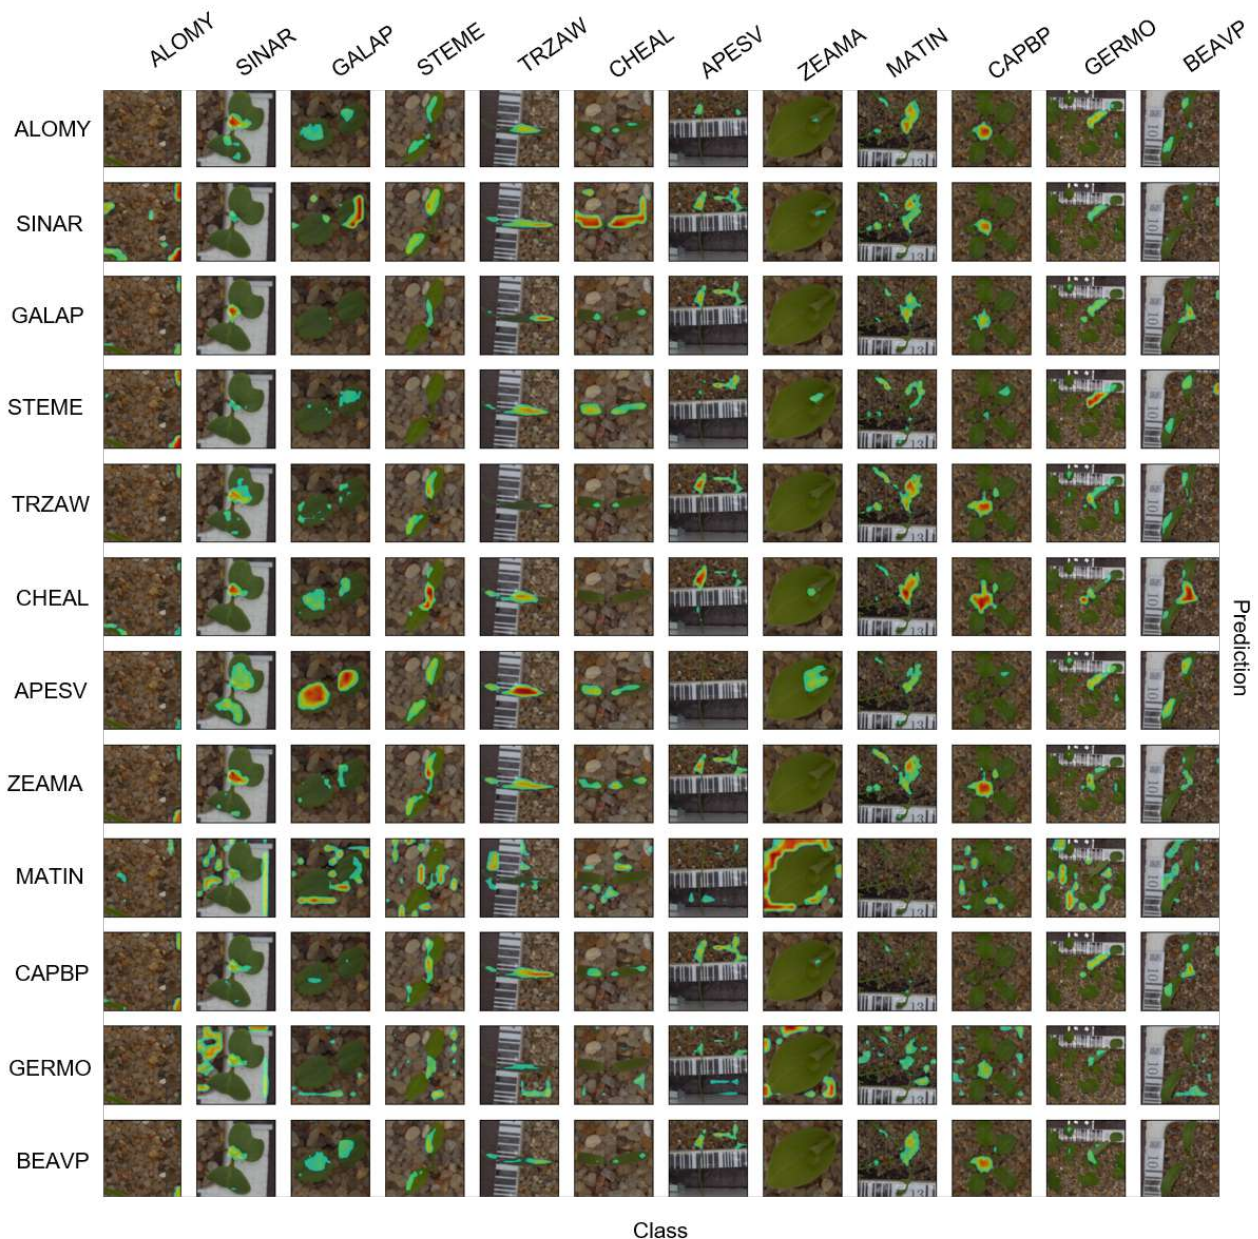 ALOMY SINAR GALAP STEME TRZAW CHEAL APESV ZEAMA MATIN CAPBP GERMO BEAVP
ALOMY
SINAR
GALAP
STEME
TRZAW
CHEAL
APESV
ZEAMA
MATIN
CAPBP
GERMO
BEAVP
Prediction
Class